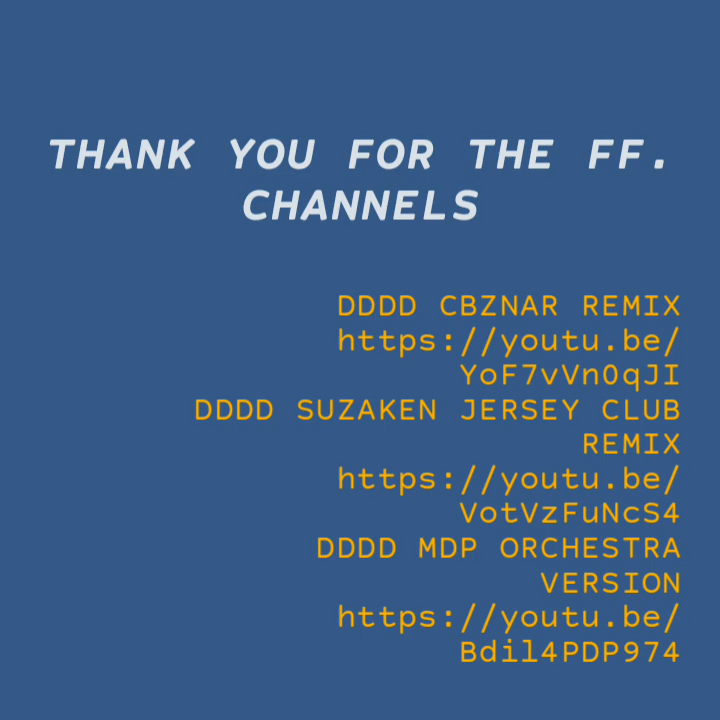 THANK YOU FOR THE FF.
CHANNELS
DDDD CBZNAR REMIX
https://youtu.be/
YoF7vVn0qJI
DDDD SUZAKEN JERSEY CLUB
REMIX
https://youtu.be/
VotVzFuNcS4
DDDD MDP ORCHESTRA
VERSION
https://youtu.be/
Bdil4PDP974